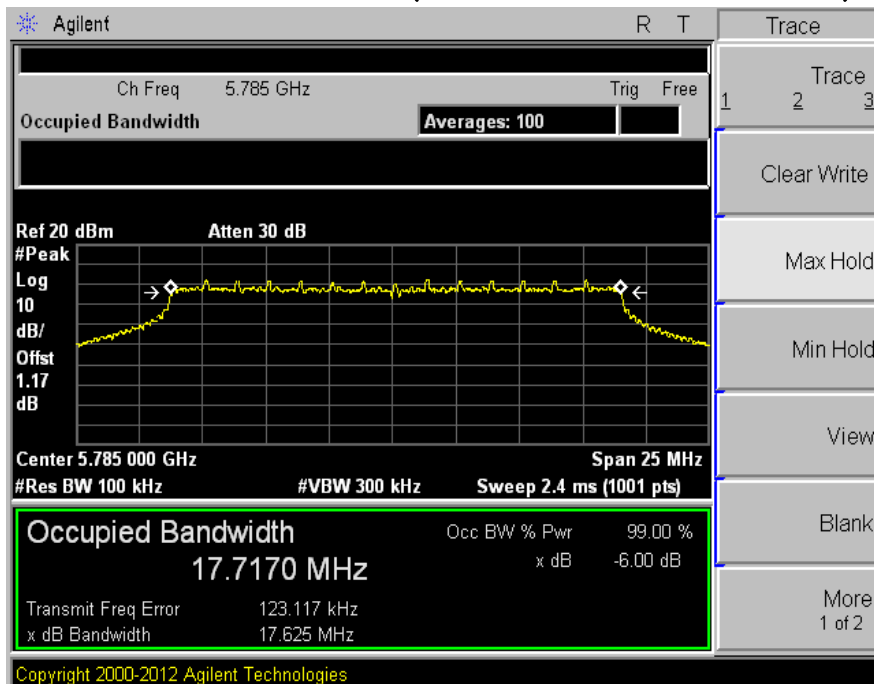 Agilent R T Trace
Ch Freq 5.785 GHz Trig Free
Occupied Bandwidth Averages: 100
Ref 20 dBm Atten 30 dB
#Peak
Log
10
dB/
Offst
1.17
dB
Center 5.785 000 GHz Span 25 MHz
#Res BW 100 kHz #VBW 300 kHz Sweep 2.4 ms (1001 pts)
Occupied Bandwidth Occ BW % Pwr 99.00 %
17.7170 MHz x dB -6.00 dB
Transmit Freq Error 123.117 kHz
x dB Bandwidth 17.625 MHz
Copyright 2000-2012 Agilent Technologies
Trace
1 2 3
Clear Write
Max Hold
Min Hold
View
Blank
More
1 of 2